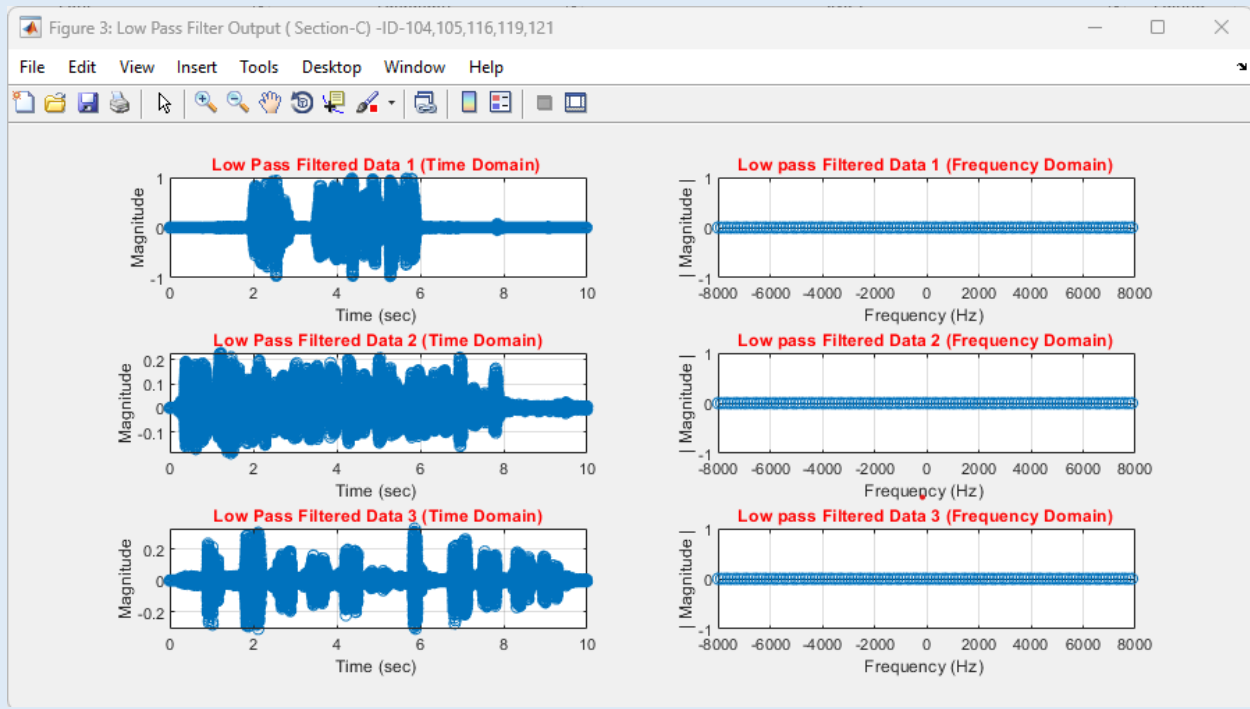 Figure 3: Low Pass Filter Output ( Section-C) -ID-104,105,116,119,121
File Edit View Insert Tools Desktop Window Help
Low Pass Filtered Data 1 (Time Domain)
Magnitude
1
0
-1
0 2 4 6 8 10
Time (sec)
Low pass Filtered Data 1 (Frequency Domain)
| Magnitude |
1
0
-1
-8000 -6000 -4000 -2000 0 2000 4000 6000 8000
Frequency (Hz)
Low Pass Filtered Data 2 (Time Domain)
Magnitude
0.2
0.1
0
-0.1
0 2 4 6 8 10
Time (sec)
Low pass Filtered Data 2 (Frequency Domain)
| Magnitude |
1
0
-1
-8000 -6000 -4000 -2000 0 2000 4000 6000 8000
Frequency (Hz)
Low Pass Filtered Data 3 (Time Domain)
Magnitude
0.2
0
-0.2
0 2 4 6 8 10
Time (sec)
Low pass Filtered Data 3 (Frequency Domain)
| Magnitude |
1
0
-1
-8000 -6000 -4000 -2000 0 2000 4000 6000 8000
Frequency (Hz)